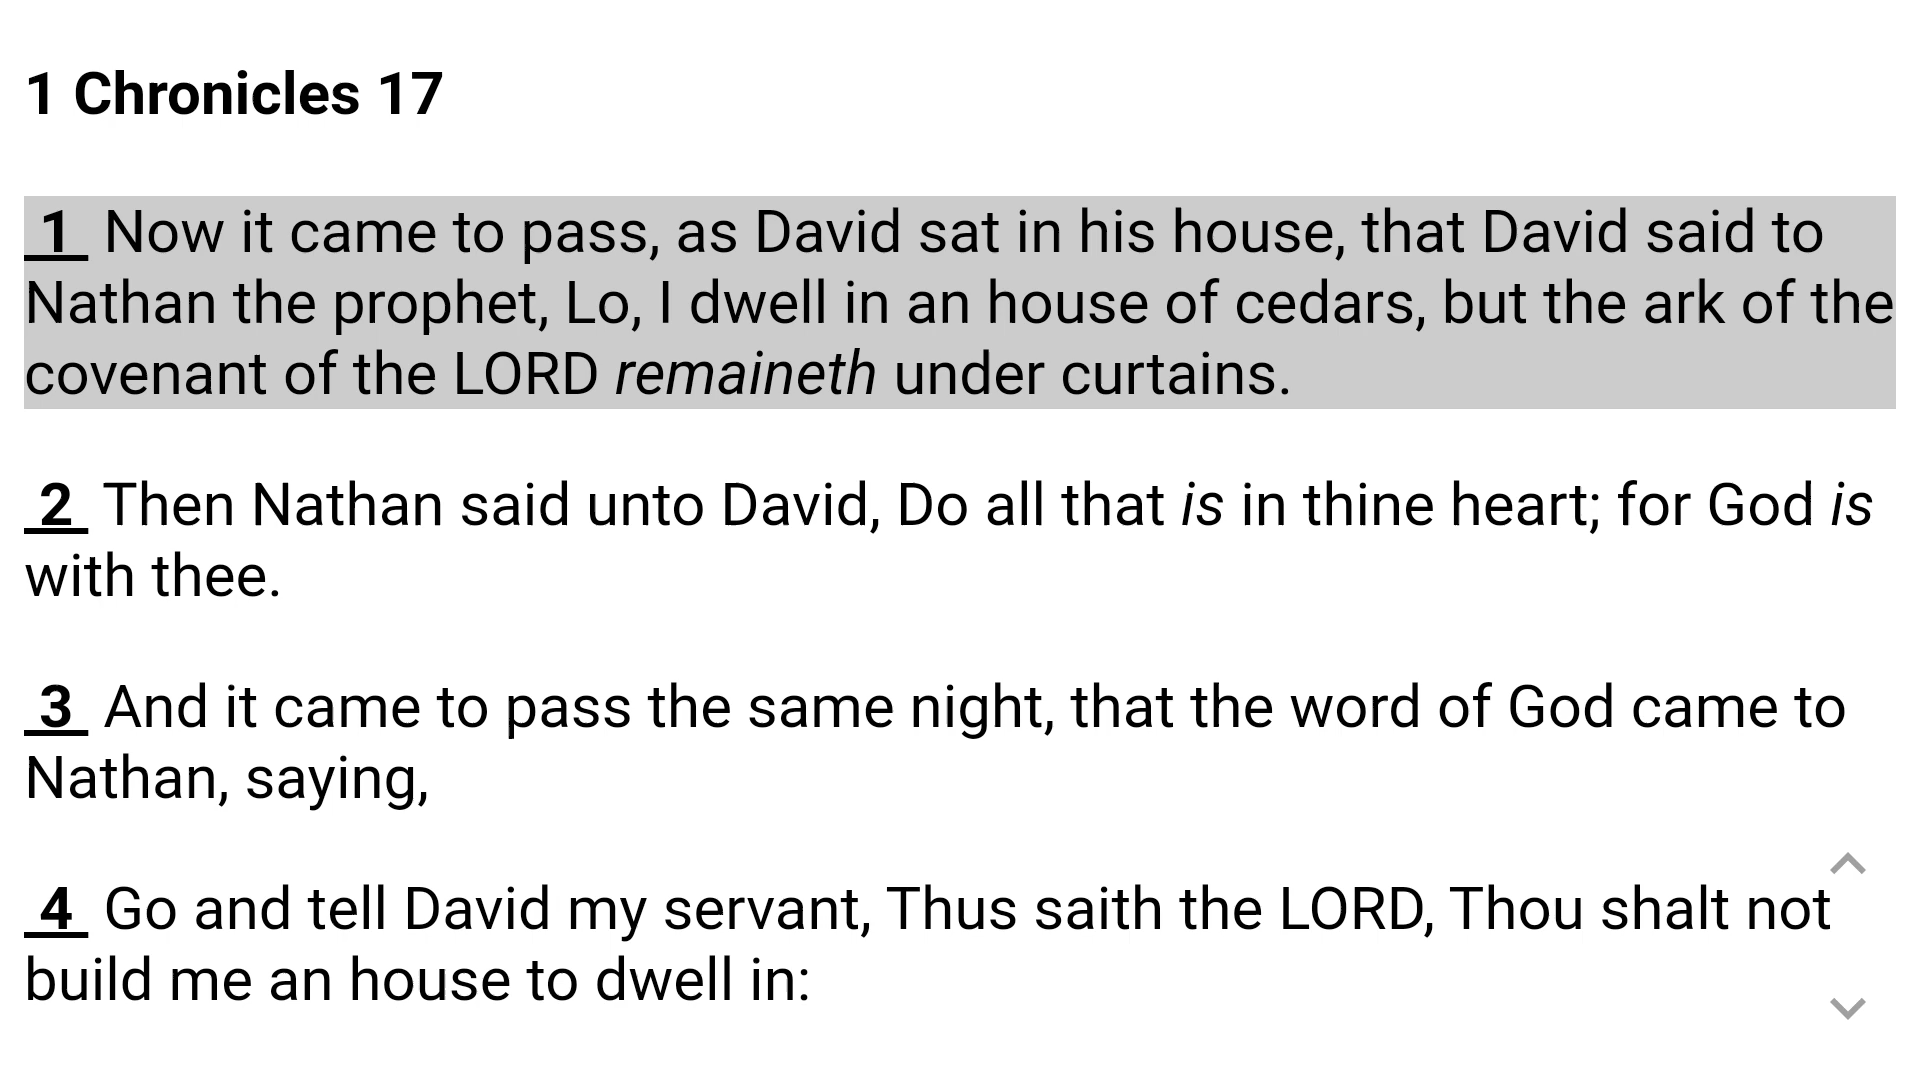 1 Chronicles 17
1 Now it came to pass, as David sat in his house, that David said to
Nathan the prophet, Lo, I dwell in an house of cedars, but the ark of the
covenant of the LORD remaineth under curtains.
2 Then Nathan said unto David, Do all that is in thine heart; for God is
with thee.
3 And it came to pass the same night, that the word of God came to
Nathan, saying,
4 Go and tell David my servant, Thus saith the LORD, Thou shalt not
build me an house to dwell in: